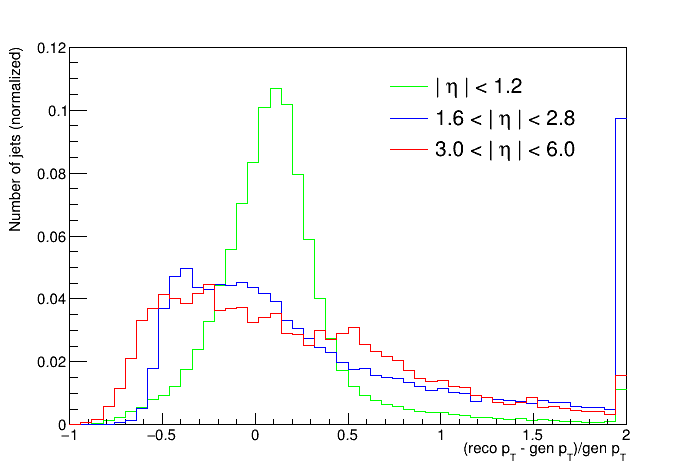 Number of jets (normalized)
0.12
0.1
0.08
0.06
0.04
0.02
0
| η | < 1.2
1.6 < | η | < 2.8
3.0 < | η | < 6.0
−1 −0.5 0 0.5 1 1.5 2
(reco p_T - gen p_T)/gen p_T